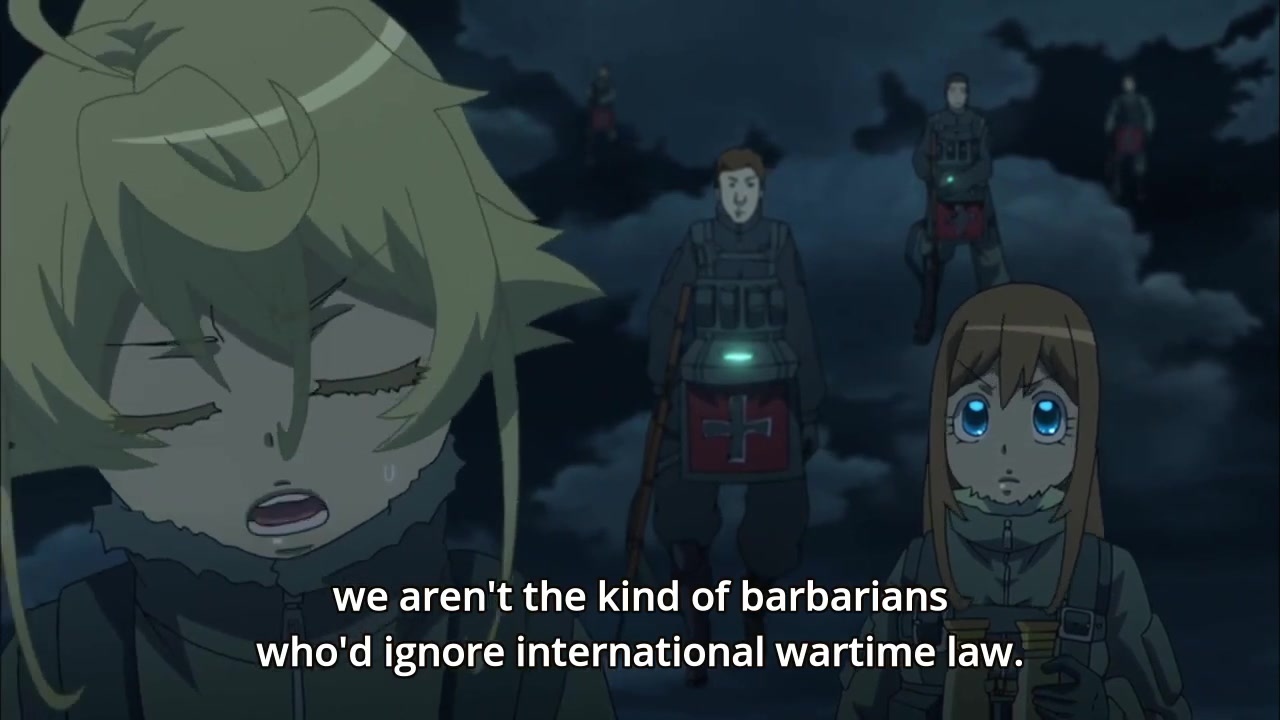 we aren't the kind of barbarians
who'd ignore international wartime law.